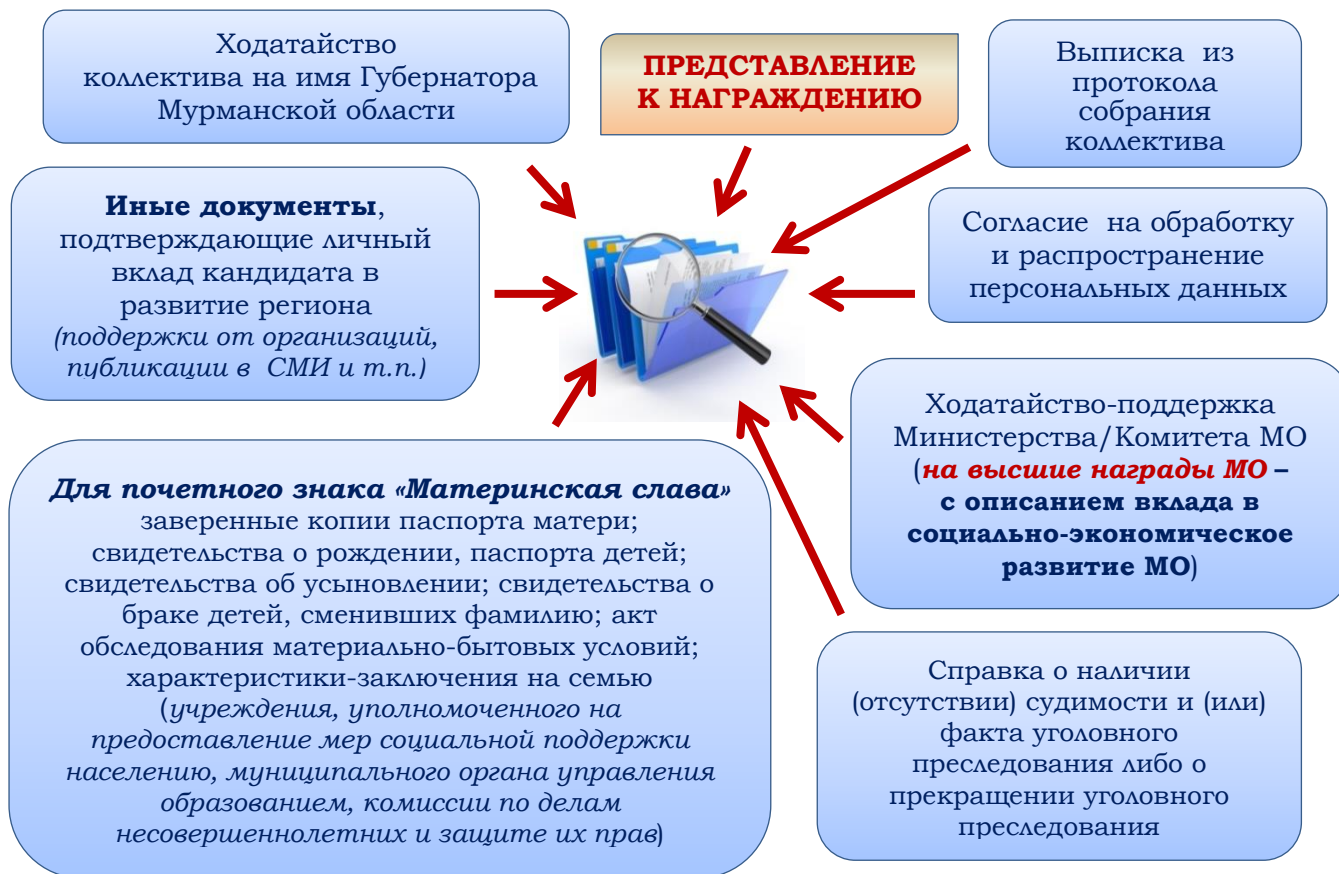 Ходатайство
коллектива на имя Губернатора
Мурманской области
ПРЕДСТАВЛЕНИЕ
К НАГРАЖДЕНИЮ
Выписка из
протокола
собрания
коллектива
Иные документы,
подтверждающие личный
вклад кандидата в
развитие региона
(поддержки от организаций,
публикации в СМИ и т.п.)
Согласие на обработку
и распространение
персональных данных
Ходатайство-поддержка
Министерства/Комитета МО
(на высшие награды МО –
с описанием вклада в
социально-экономическое
развитие МО)
Для почетного знака «Материнская слава»
заверенные копии паспорта матери;
свидетельства о рождении, паспорта детей;
свидетельства об усыновлении; свидетельства о
браке детей, сменивших фамилию; акт
обследования материально-бытовых условий;
характеристики-заключения на семью
(учреждения, уполномоченного на
предоставление мер социальной поддержки
населению, муниципального органа управления
образованием, комиссии по делам
несовершеннолетних и защите их прав)
Справка о наличии
(отсутствии) судимости и (или)
факта уголовного
преследования либо о
прекращении уголовного
преследования